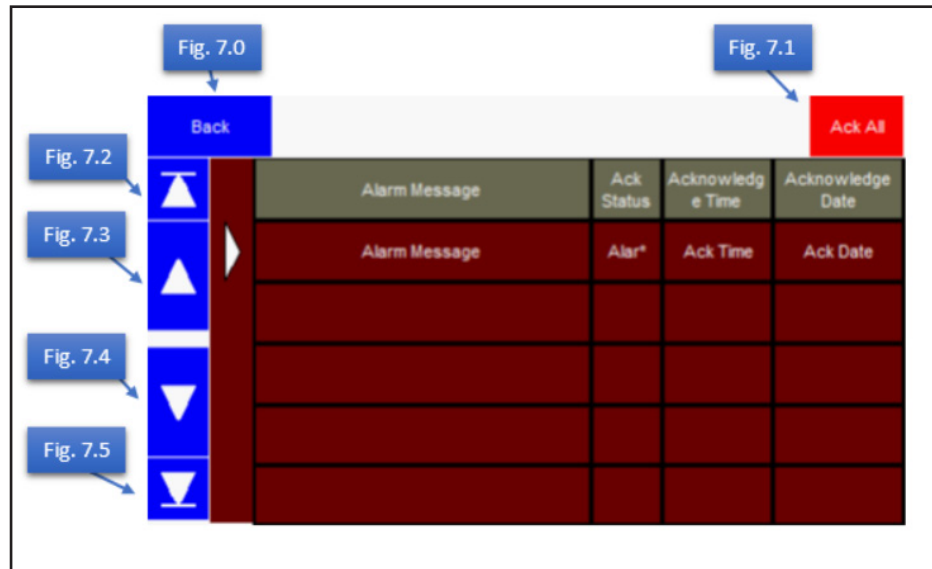 Fig. 7.0
Fig. 7.1
Back
Ack All
Fig. 7.2
Alarm Message
Ack
Status
Acknowledg
e Time
Acknowledge
Date
Fig. 7.3
Alarm Message
Alar*
Ack Time
Ack Date
Fig. 7.4
Fig. 7.5